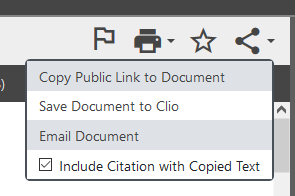 Copy Public Link to Document
Save Document to Clio
Email Document
Include Citation with Copied Text